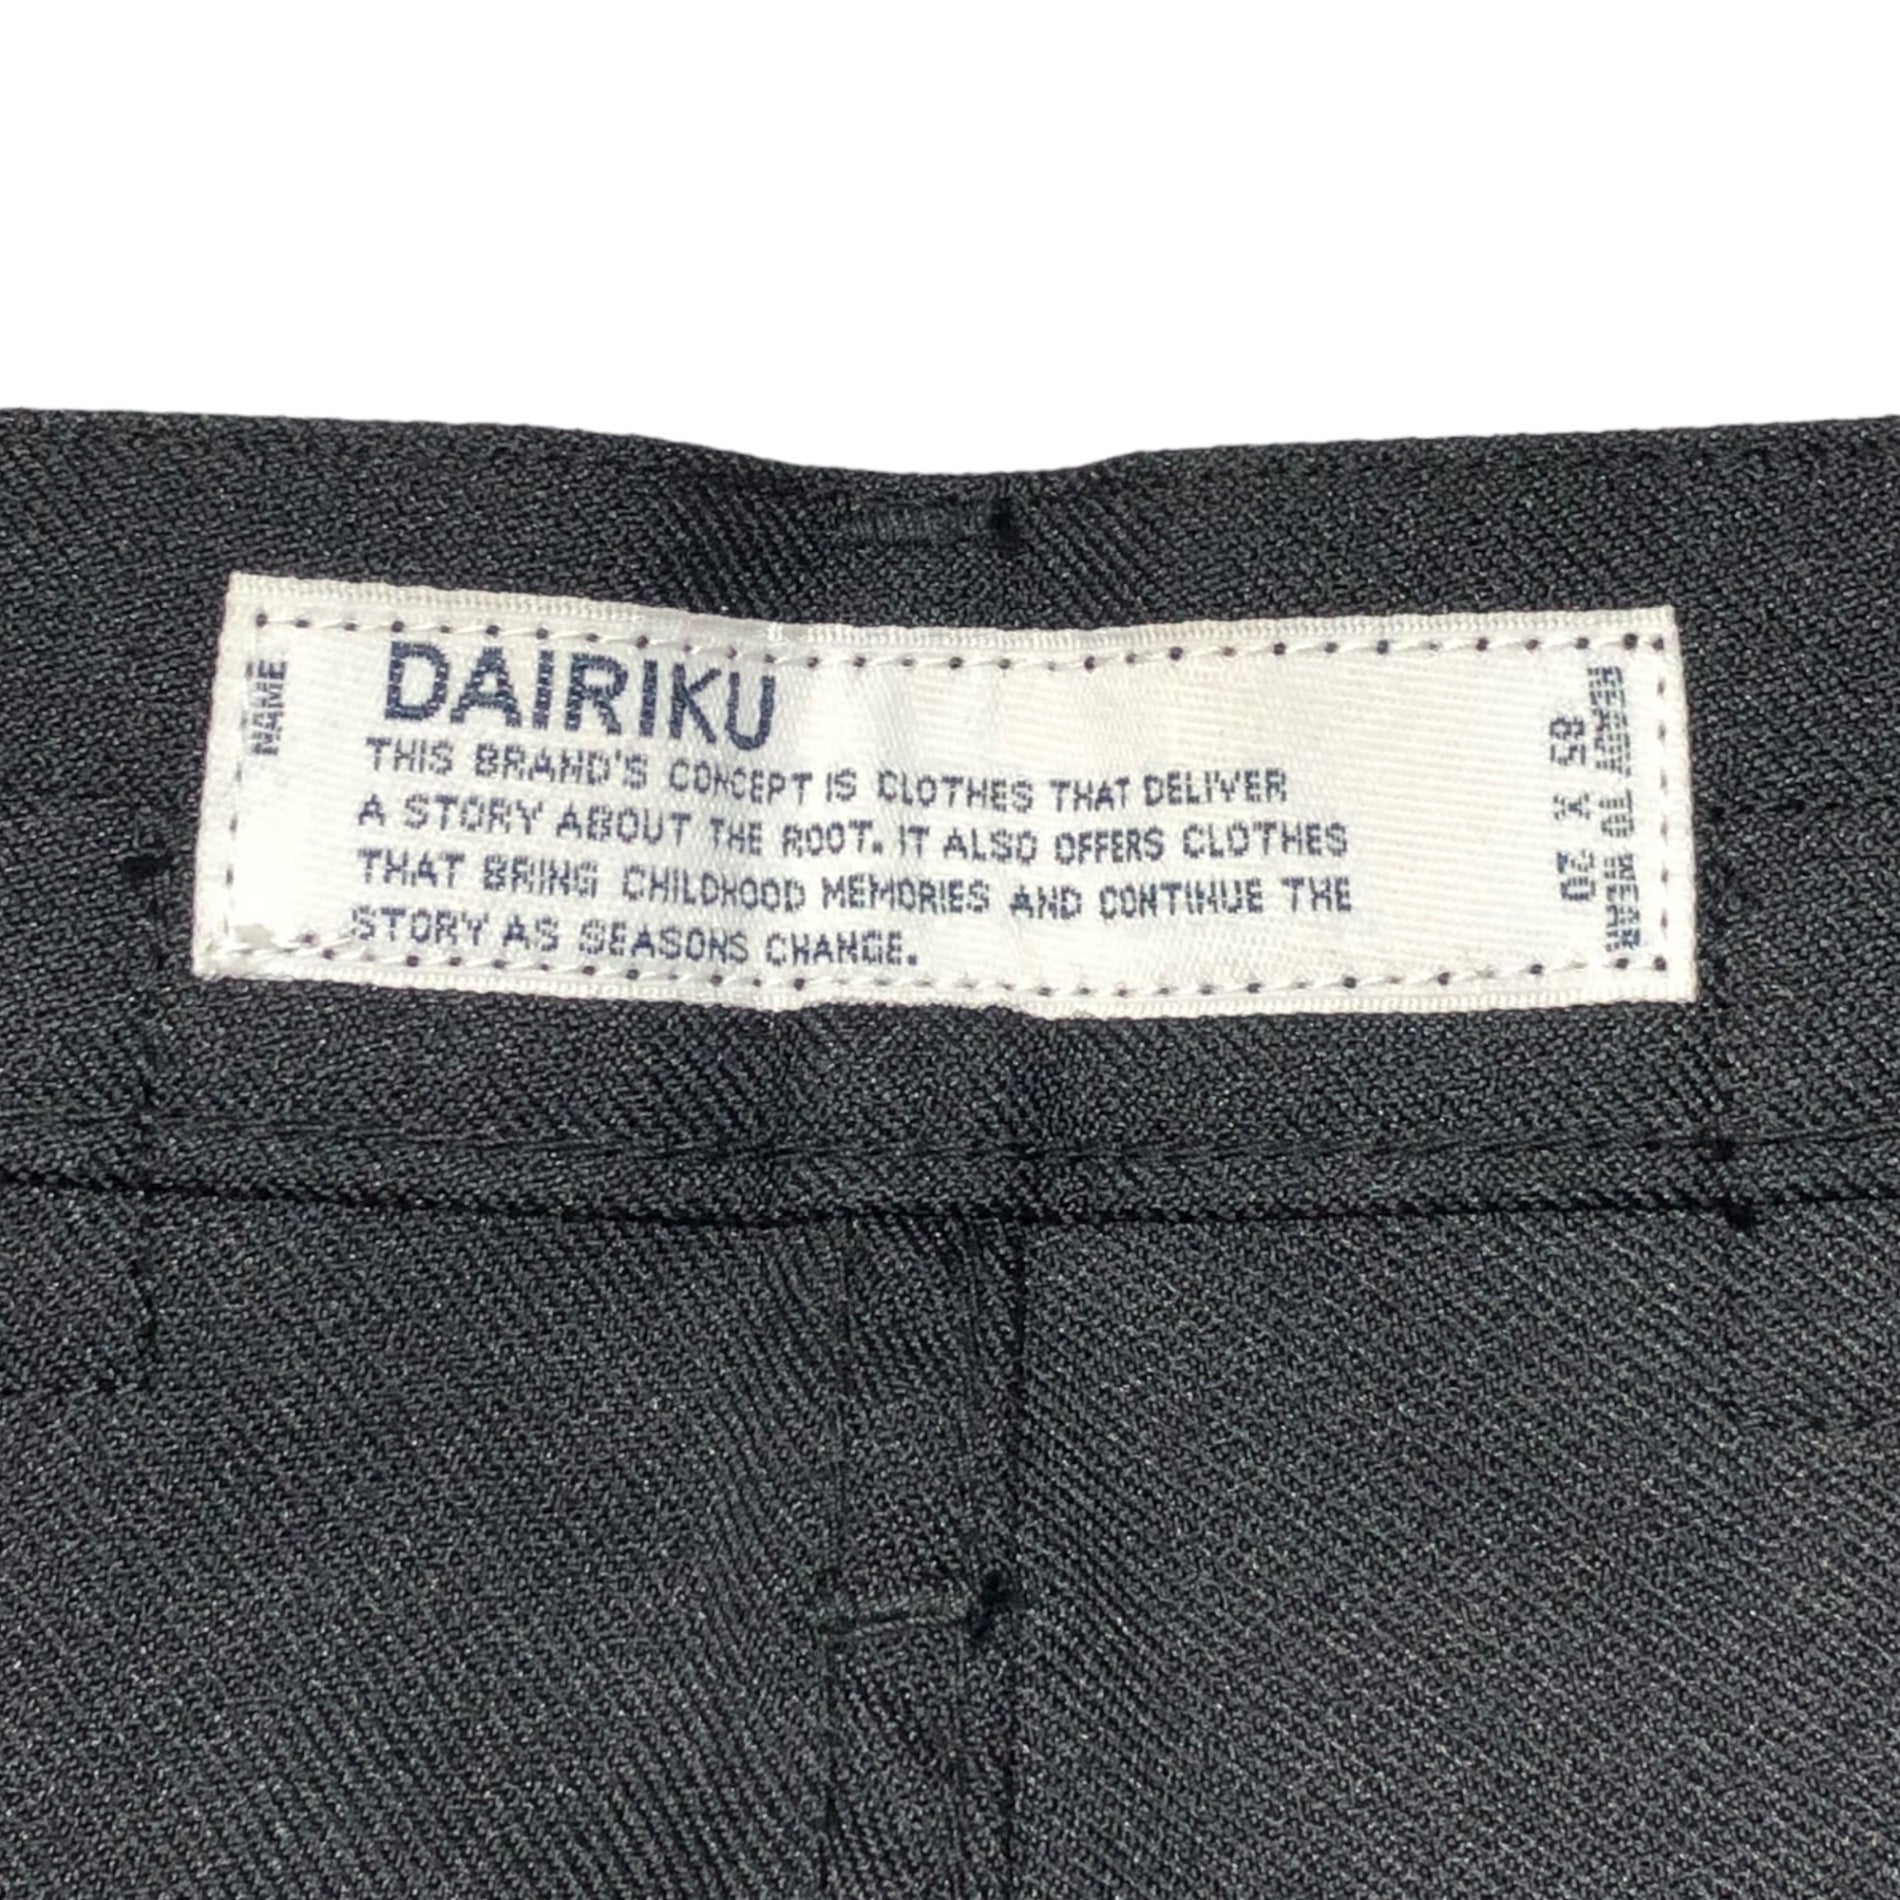 NAME
DAIRIKU
THIS BRAND'S CONCEPT IS CLOTHES THAT DELIVER
A STORY ABOUT THE ROOT. IT ALSO OFFERS CLOTHES
THAT BRING CHILDHOOD MEMORIES AND CONTINUE THE
STORY AS SEASONS CHANGE.
READY TO WEAR
85 X 20